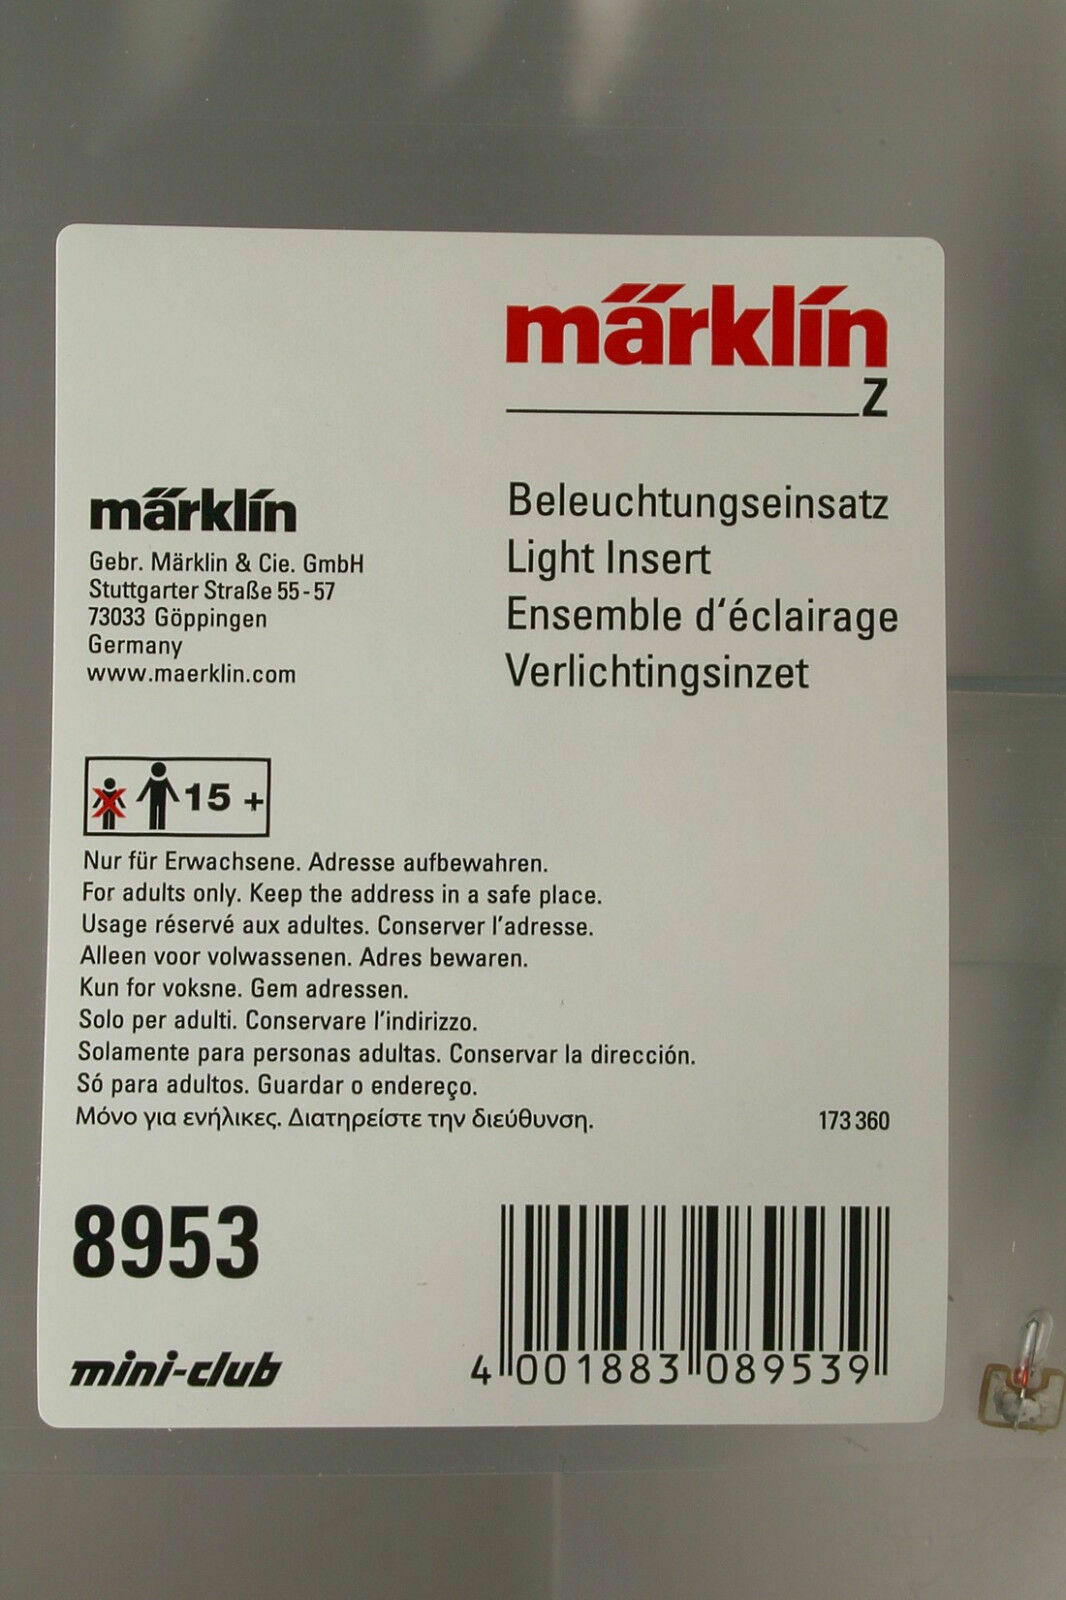 märklín
Z
märklín
Gebr. Märklin & Cie. GmbH
Stuttgarter Straße 55-57
73033 Göppingen
Germany
www.maerklin.com
Beleuchtungseinsatz
Light Insert
Ensemble d‘éclairage
Verlichtingsinzet
15 +
Nur für Erwachsene. Adresse aufbewahren.
For adults only. Keep the address in a safe place.
Usage réservé aux adultes. Conserver l'adresse.
Alleen voor volwassenen. Adres bewaren.
Kun for voksne. Gem adressen.
Solo per adulti. Conservare l'indirizzo.
Solamente para personas adultas. Conservar la dirección.
Só para adultos. Guardar o endereço.
Μόνο για ενήλικες. Διατηρείστε την διεύθυνση.
173 360
8953
mini-club
4 001883 089539